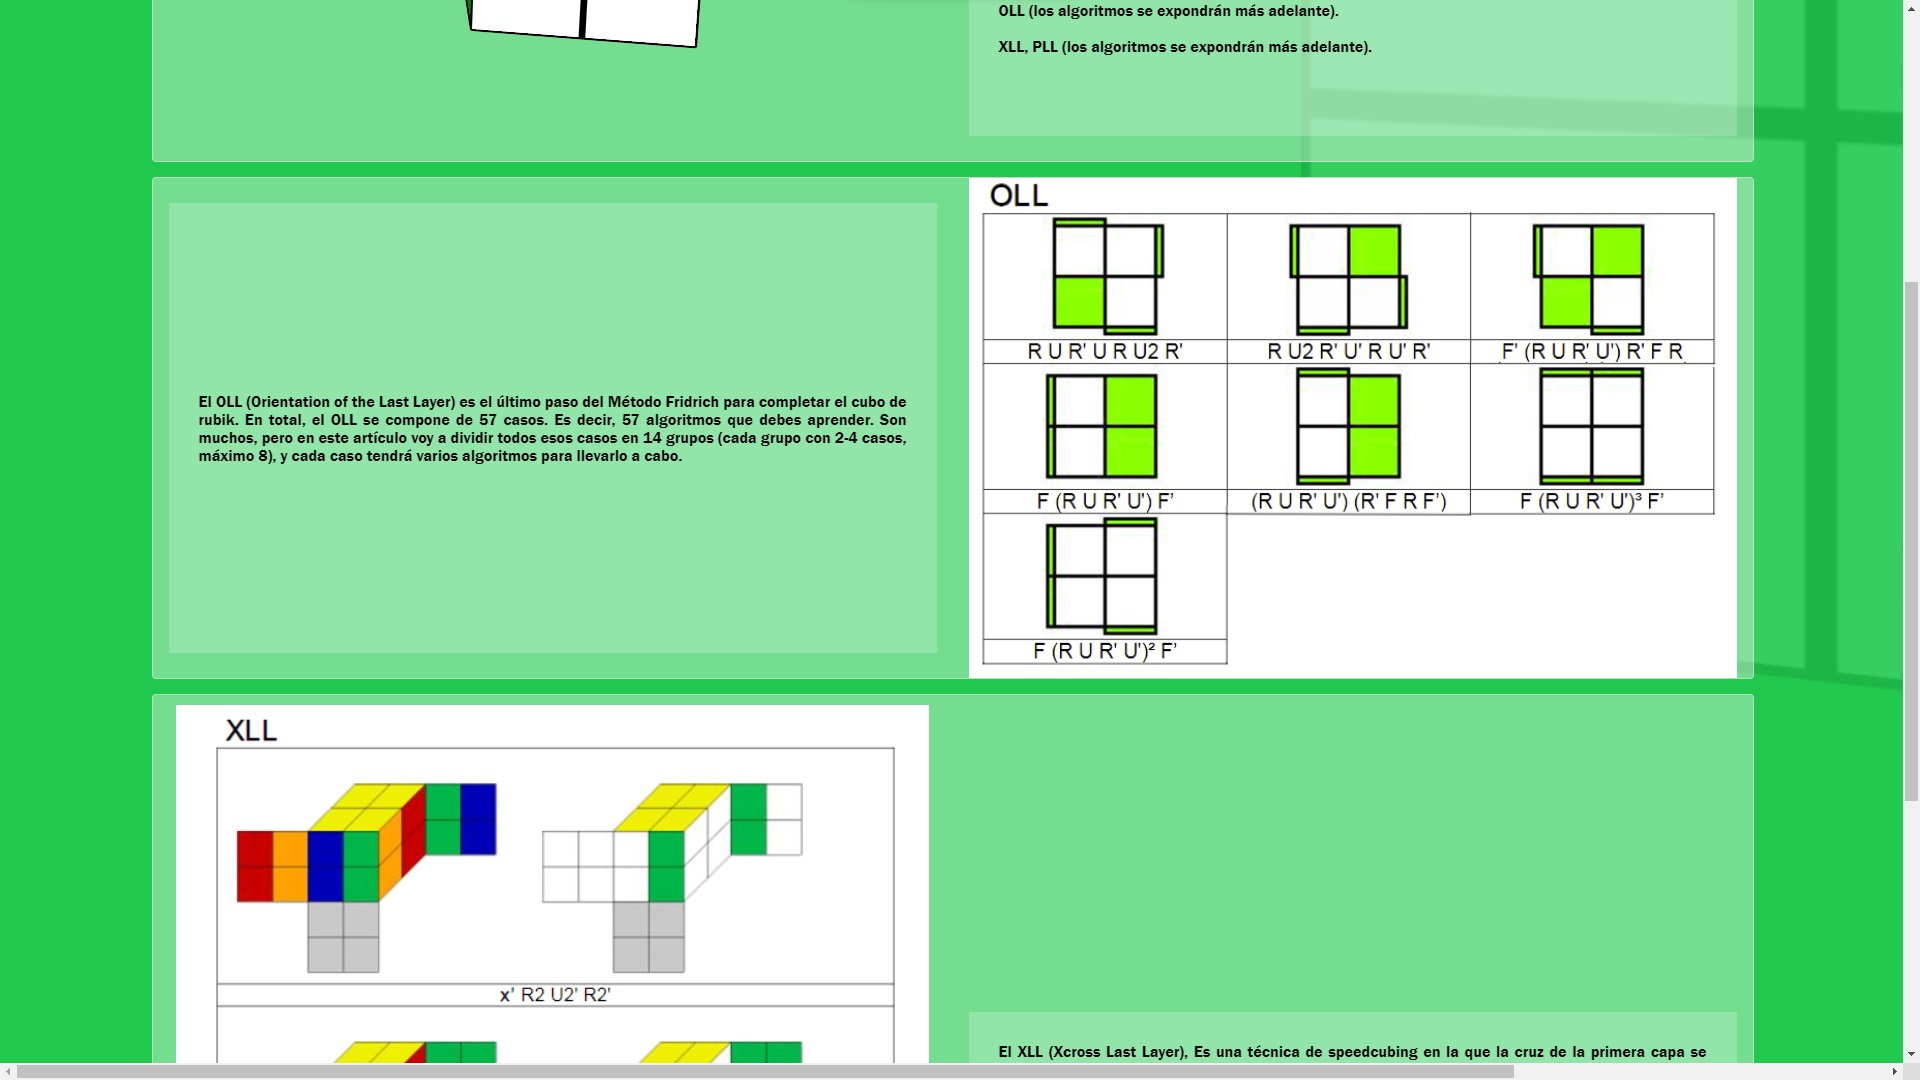 OLL (los algoritmos se expondrán más adelante).
XLL, PLL (los algoritmos se expondrán más adelante).
El OLL (Orientation of the Last Layer) es el último paso del Método Fridrich para completar el cubo de
rubik. En total, el OLL se compone de 57 casos. Es decir, 57 algoritmos que debes aprender. Son
muchos, pero en este artículo voy a dividir todos esos casos en 14 grupos (cada grupo con 2-4 casos,
máximo 8), y cada caso tendrá varios algoritmos para llevarlo a cabo.
OLL
R U R' U R U2 R'
R U2 R' U' R U' R'
F' (R U R' U') R' F R
F (R U R' U') F'
(R U R' U') (R' F R F')
F (R U R' U')³ F'
F (R U R' U')² F'
XLL
x' R2 U2' R2'
El XLL (Xcross Last Layer), Es una técnica de speedcubing en la que la cruz de la primera capa se